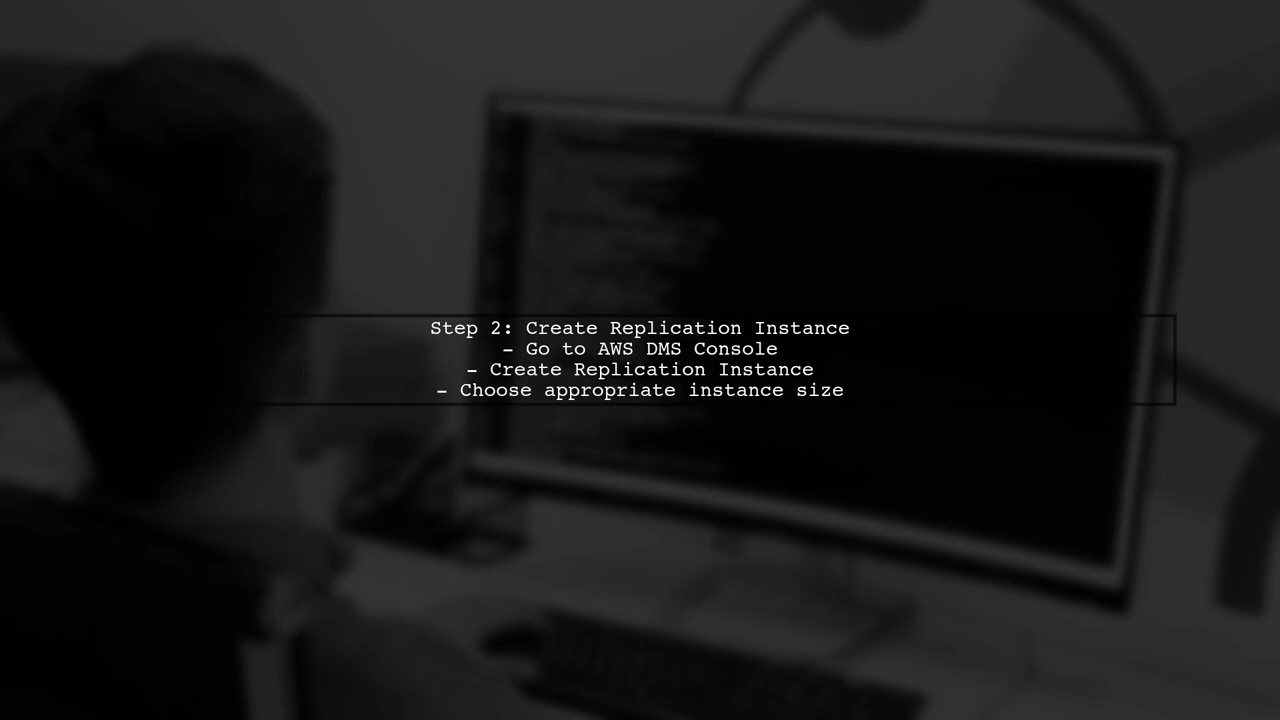 Step 2: Create Replication Instance
– Go to AWS DMS Console
– Create Replication Instance
– Choose appropriate instance size